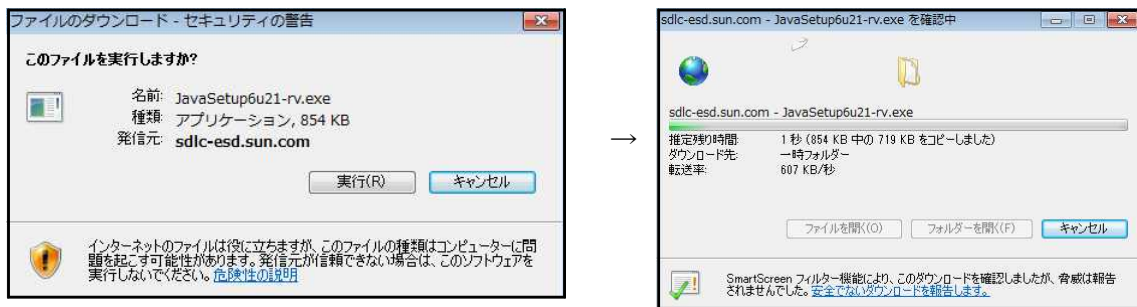 ファイルのダウンロード - セキュリティの警告
このファイルを実行しますか?
名前: JavaSetup6u21-rv.exe
種類: アプリケーション, 854 KB
発信元: sdlc-esd.sun.com
実行(R) キャンセル
インターネットのファイルは役に立ちますが、このファイルの種類はコンピューターに問
題を起こす可能性があります。発信元が信頼できない場合は、このソフトウェアを
実行しないでください。危険性の説明
→
sdlc-esd.sun.com - JavaSetup6u21-rv.exe を確認中
sdlc-esd.sun.com - JavaSetup6u21-rv.exe
推定残り時間: 1 秒 (854 KB 中の 719 KB をコピーしました)
ダウンロード先: 一時フォルダー
転送率: 607 KB/秒
ファイルを開く(O) フォルダーを開く(F) キャンセル
SmartScreen フィルター機能により、このダウンロードを確認しましたが、脅威は報告
されませんでした。安全でないダウンロードを報告します。